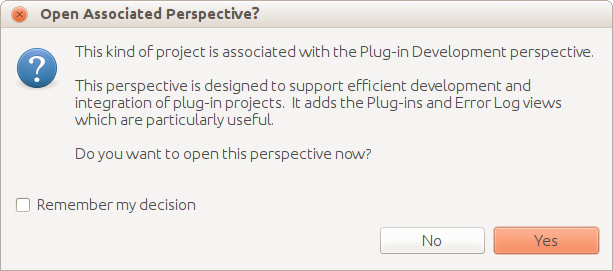 Open Associated Perspective?
This kind of project is associated with the Plug-in Development perspective.
This perspective is designed to support efficient development and
integration of plug-in projects.  It adds the Plug-ins and Error Log views
which are particularly useful.
Do you want to open this perspective now?
Remember my decision
No
Yes